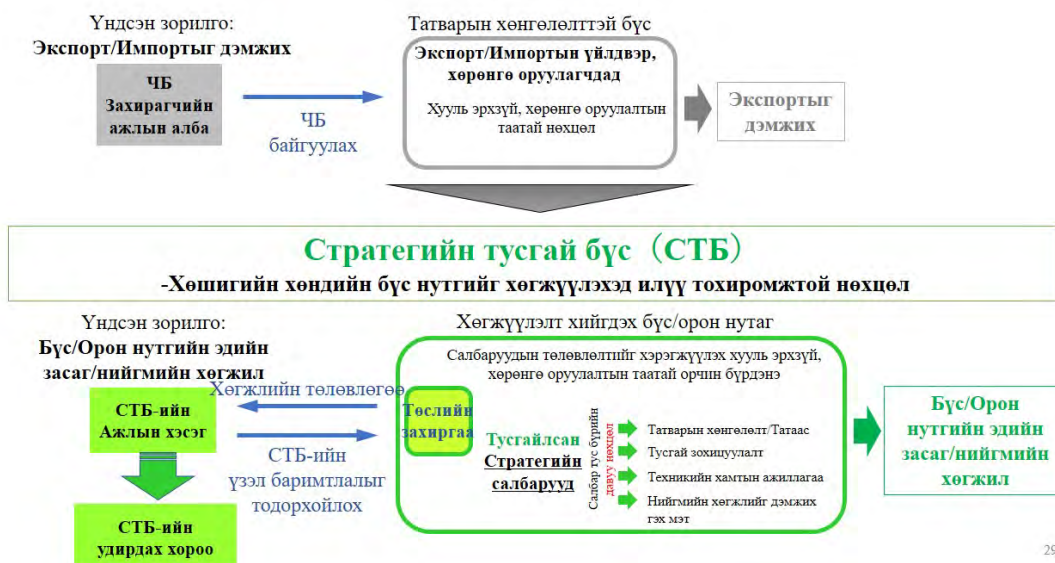 Үндсэн зорилго:
Экспорт/Импортыг дэмжих
ЧБ
Захирагчийн
ажлын алба
ЧБ
байгуулах
Татварын хөнгөлөлттэй бүс
Экспорт/Импортын үйлдвэр,
хөрөнгө оруулагчдад
Хууль эрхзүй, хөрөнгө оруулалтын
таатай нөхцөл
Экспортыг
дэмжих
Стратегийн тусгай бүс (СТБ)
-Хөшигийн хөндийн бүс нутгийг хөгжүүлэхэд илүү тохиромжтой нөхцөл
Үндсэн зорилго:
Бүс/Орон нутгийн эдийн
засаг/нийгмийн хөгжил
СТБ-ийн
Ажлын хэсэг
СТБ-ийн
удирдах хороо
Хөгжлийн төлөвлөгөө
СТБ-ийн
үзэл баримтлалыг
тодорхойлох
Хөгжүүлэлт хийгдэх бүс/орон нутаг
Салбаруудын төлөвлөлтийг хэрэгжүүлэх хууль эрхзүй,
хөрөнгө оруулалтын таатай орчин бүрдэнэ
Төслийн
захиргаа
Тусгайлсан
Стратегийн
салбарууд
Салбар тус бүрийн
давуу нөхцөл
Татварын хөнгөлөлт/Татаас
Тусгай зохицуулалт
Техникийн хамтын ажиллагаа
Нийгмийн хөгжлийг дэмжих
гэх мэт
Бүс/Орон
нутгийн эдийн
засаг/нийгмийн
хөгжил
29